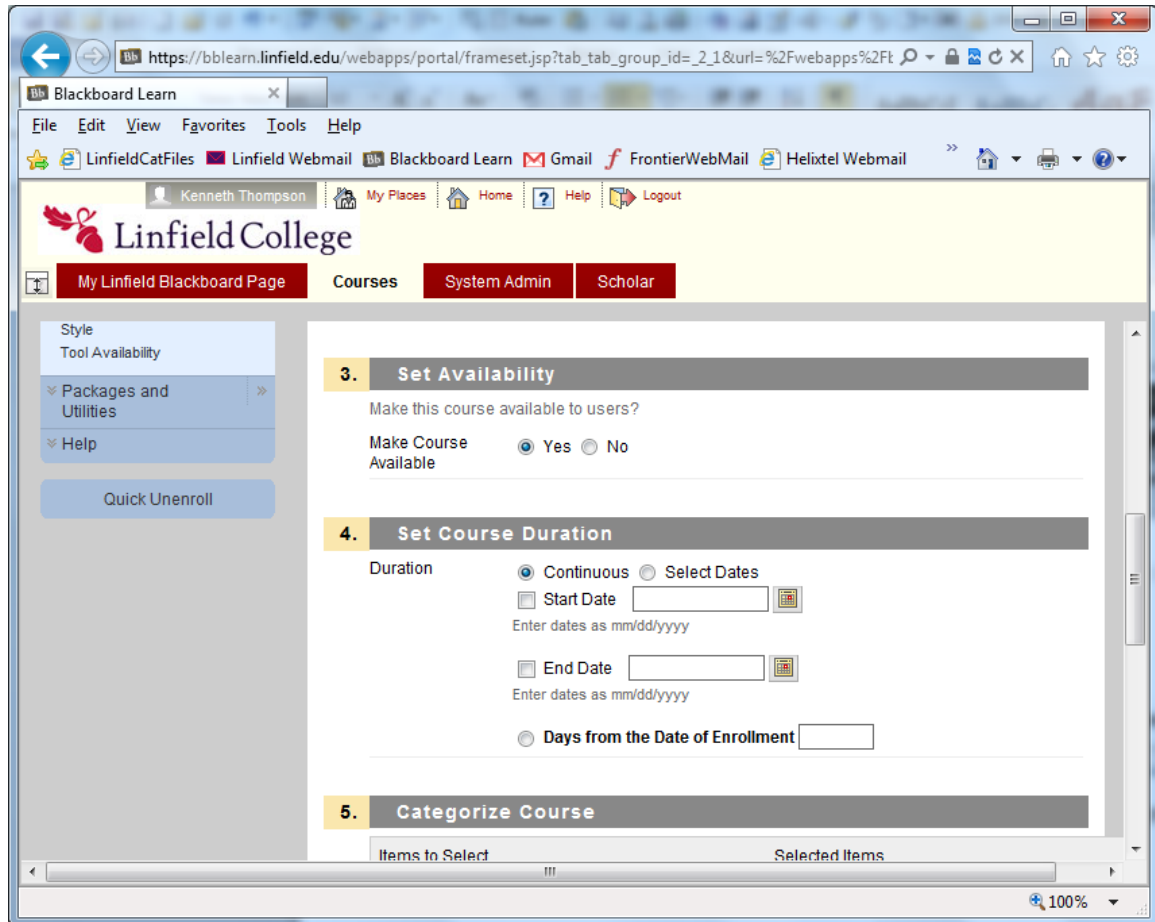 https://bblearn.linfield.edu/webapps/portal/frameset.jsp?tab_tab_group_id=_2_1&url=%2Fwebapps%2Ft
Bb Blackboard Learn
File Edit View Favorites Tools Help
LinfieldCatFiles Linfield Webmail Bb Blackboard Learn Gmail FrontierWebMail Helixtel Webmail
Kenneth Thompson My Places Home Help Logout
Linfield College
My Linfield Blackboard Page Courses System Admin Scholar
Style
Tool Availability
Packages and
Utilities
Help
Quick Unenroll
3. Set Availability
Make this course available to users?
Make Course
Available
Yes No
4. Set Course Duration
Duration Continuous Select Dates
Start Date
Enter dates as mm/dd/yyyy
End Date
Enter dates as mm/dd/yyyy
Days from the Date of Enrollment
5. Categorize Course
Items to Select Selected Items
100%